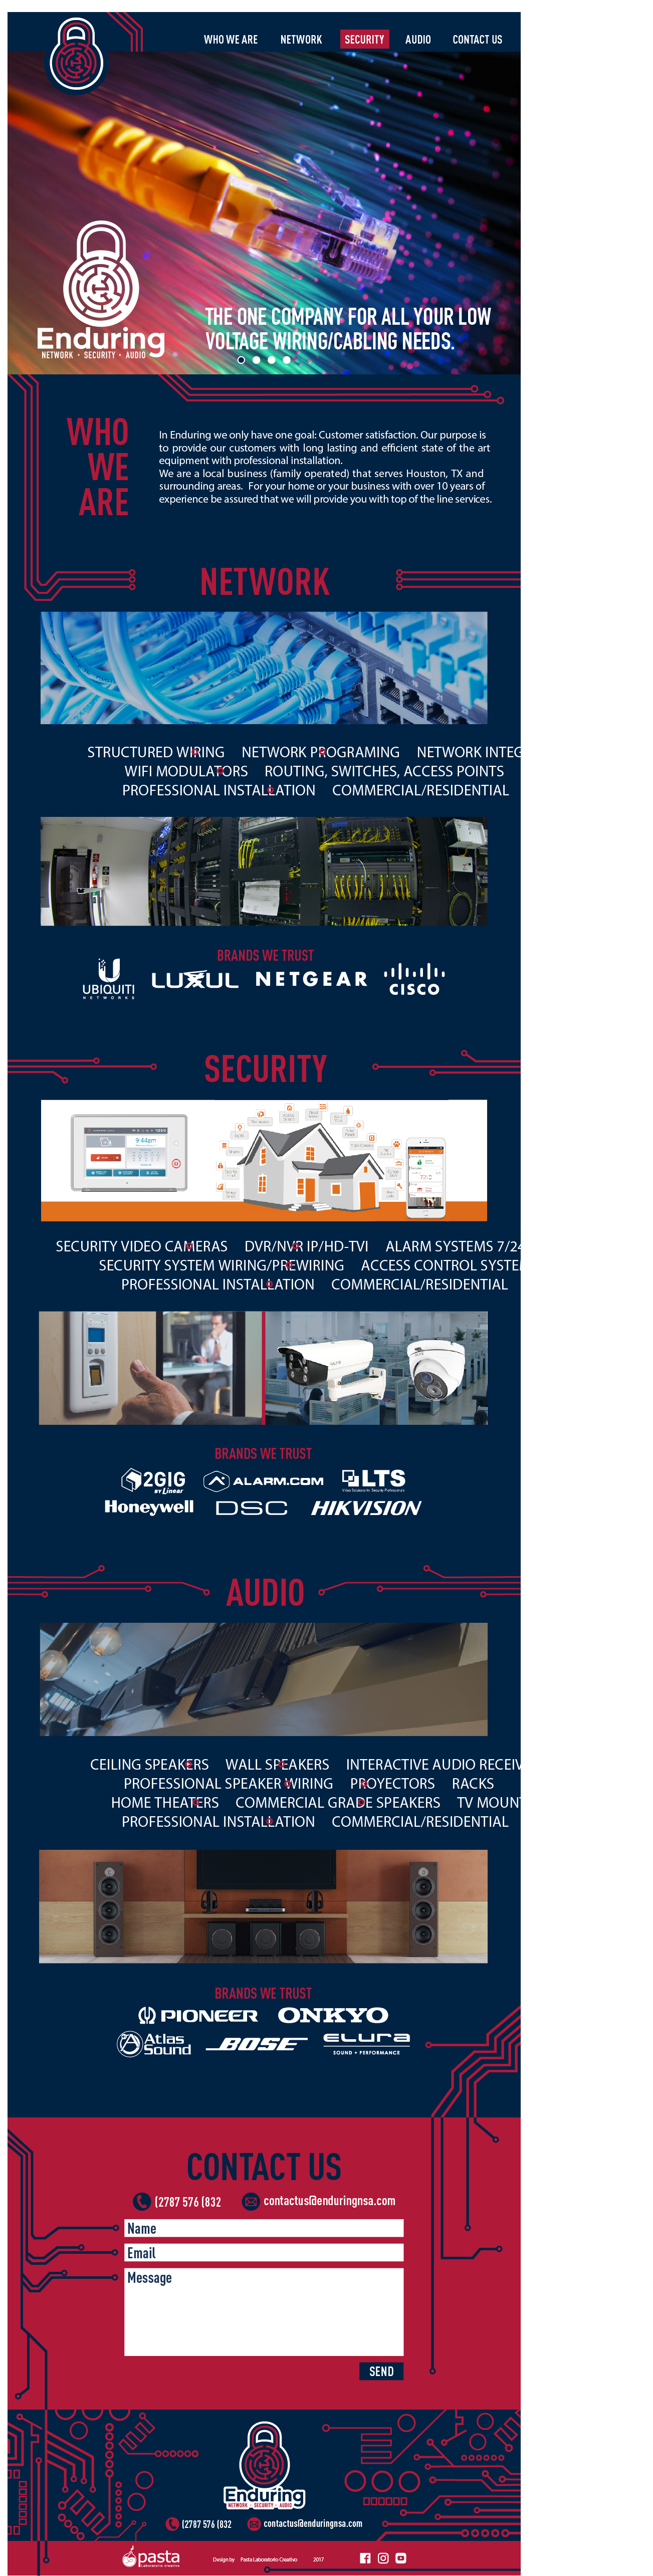 WHO WE ARE NETWORK SECURITY AUDIO CONTACT US
Enduring
NETWORK · SECURITY · AUDIO
THE ONE COMPANY FOR ALL YOUR LOW
VOLTAGE WIRING/CABLING NEEDS.
WHO
WE
ARE
In Enduring we only have one goal: Customer satisfaction. Our purpose is
to provide our customers with long lasting and efficient state of the art
equipment with professional installation.
We are a local business (family operated) that serves Houston, TX and
surrounding areas. For your home or your business with over 10 years of
experience be assured that we will provide you with top of the line services.
NETWORK
STRUCTURED WIRING NETWORK PROGRAMING NETWORK INTEG
WIFI MODULATORS ROUTING, SWITCHES, ACCESS POINTS
PROFESSIONAL INSTALLATION COMMERCIAL/RESIDENTIAL
BRANDS WE TRUST
UBIQUITI
NETWORKS
LUXUL
NETGEAR
CISCO
SECURITY
9:44am
SECURITY VIDEO CAMERAS DVR/NVR IP/HD-TVI ALARM SYSTEMS 7/24
SECURITY SYSTEM WIRING/PREWIRING ACCESS CONTROL SYSTEM
PROFESSIONAL INSTALLATION COMMERCIAL/RESIDENTIAL
BRANDS WE TRUST
2GIG
BY Linear
ALARM.COM
LTS
Video Solutions for Security Professionals
Honeywell
DSC
HIKVISION
AUDIO
CEILING SPEAKERS WALL SPEAKERS INTERACTIVE AUDIO RECEIV
PROFESSIONAL SPEAKER WIRING PROYECTORS RACKS
HOME THEATERS COMMERCIAL GRADE SPEAKERS TV MOUNT
PROFESSIONAL INSTALLATION COMMERCIAL/RESIDENTIAL
BRANDS WE TRUST
PIONEER
ONKYO
Atlas
Sound
BOSE
ELURA
SOUND + PERFORMANCE
CONTACT US
(2787 576 (832
contactus@enduringnsa.com
Name
Email
Message
SEND
Enduring
NETWORK · SECURITY · AUDIO
(2787 576 (832
contactus@enduringnsa.com
pasta
Laboratorio creativo
Design by Pasta Laboratorio Creativo 2017